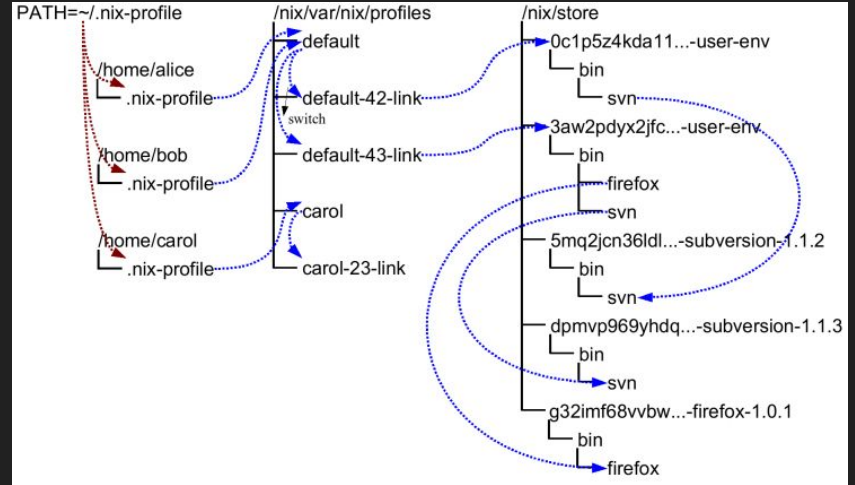 PATH=~/.nix-profile
/home/alice
.nix-profile
/home/bob
.nix-profile
/home/carol
.nix-profile
/nix/var/nix/profiles
default
default-42-link
switch
default-43-link
carol
carol-23-link
/nix/store
0c1p5z4kda11...-user-env
bin
svn
3aw2pdyx2jfc...-user-env
bin
firefox
svn
5mq2jcn36ldl...-subversion-1.1.2
bin
svn
dpmvp969yhdq...-subversion-1.1.3
bin
svn
g32imf68vvbw...-firefox-1.0.1
bin
firefox